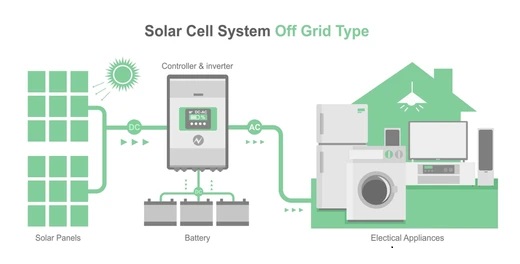 Solar Cell System Off Grid Type
Controller & inverter
DC
AC
Solar Panels
Battery
Electical Appliances